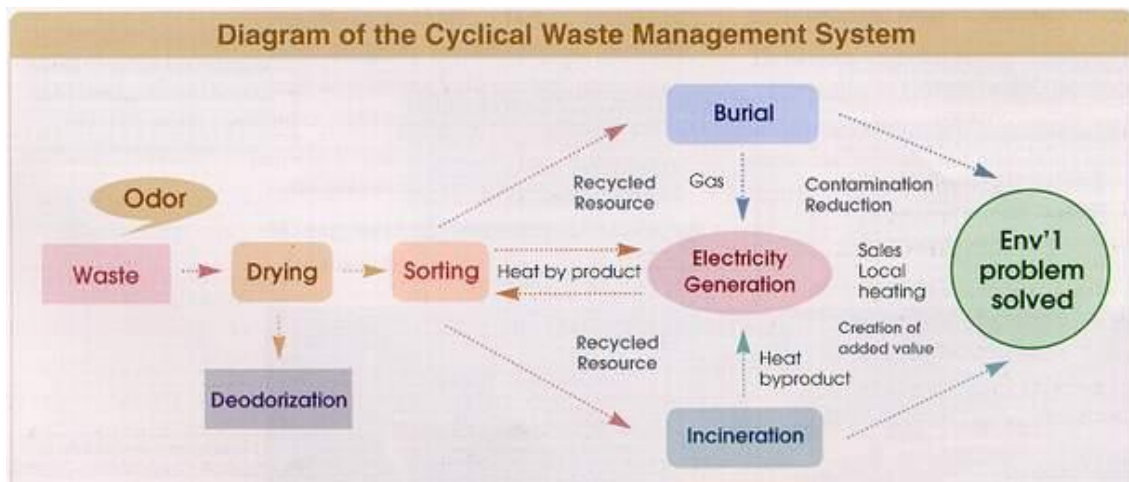 Diagram of the Cyclical Waste Management System
Burial
Recycled
Resource
Gas
Contamination
Reduction
Odor
Waste
Drying
Sorting
Heat by product
Electricity
Generation
Sales
Local
heating
Env'1
problem
solved
Creation of
added value
Recycled
Resource
Heat
byproduct
Deodorization
Incineration